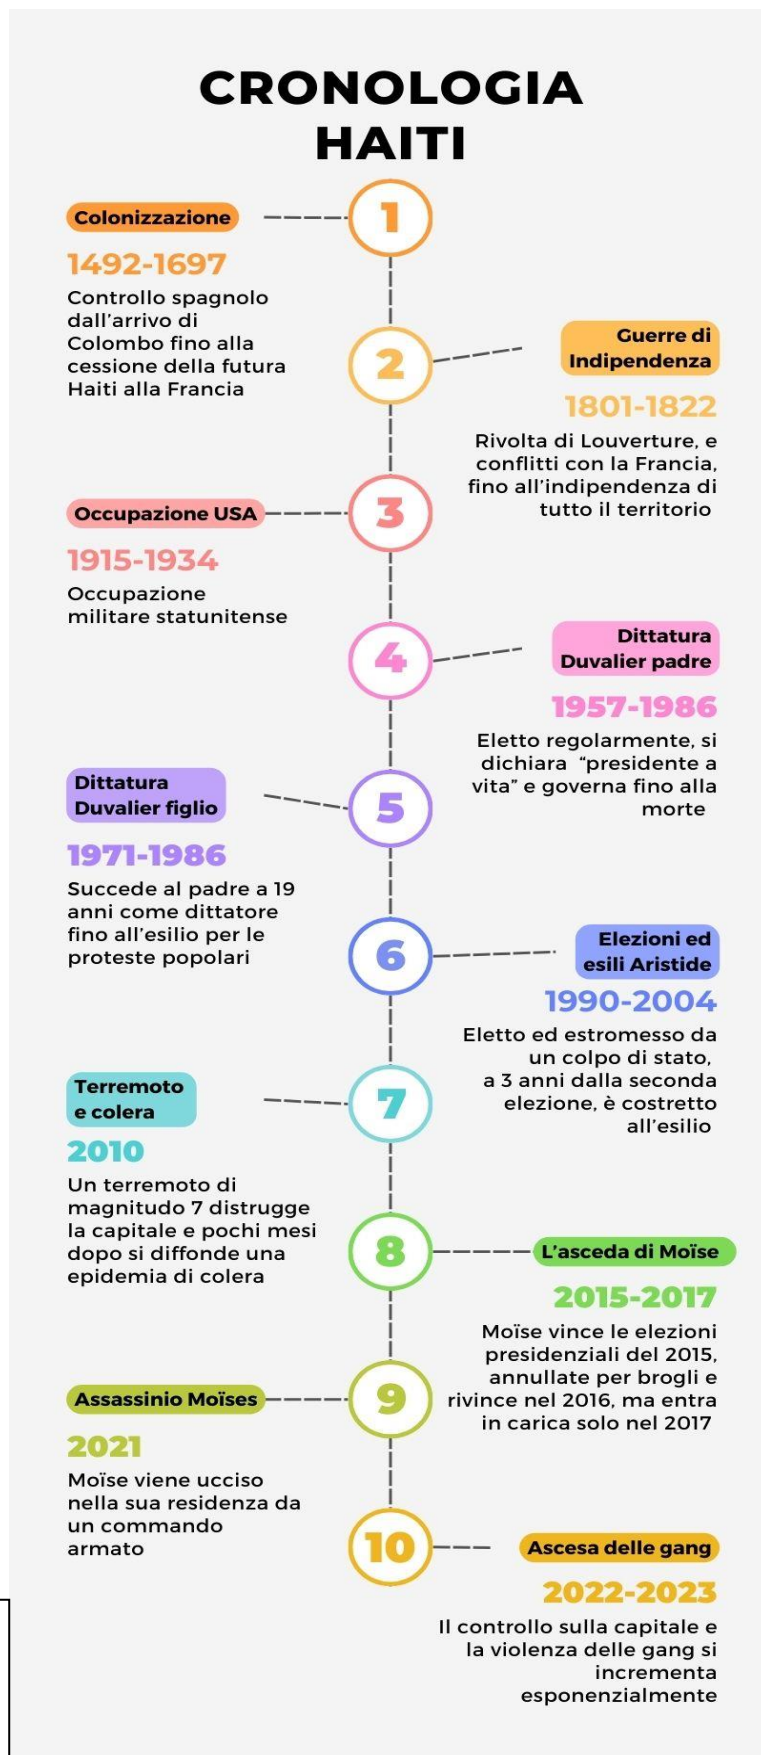 CRONOLOGIA
HAITI
1
Colonizzazione
1492-1697
Controllo spagnolo
dall'arrivo di
Colombo fino alla
cessione della futura
Haiti alla Francia
2
Guerre di
Indipendenza
1801-1822
Rivolta di Louverture, e
conflitti con la Francia,
fino all'indipendenza di
tutto il territorio
3
Occupazione USA
1915-1934
Occupazione
militare statunitense
4
Dittatura
Duvalier padre
1957-1986
Eletto regolarmente, si
dichiara “presidente a
vita” e governa fino alla
morte
5
Dittatura
Duvalier figlio
1971-1986
Succede al padre a 19
anni come dittatore
fino all'esilio per le
proteste popolari
6
Elezioni ed
esili Aristide
1990-2004
Eletto ed estromesso da
un colpo di stato,
a 3 anni dalla seconda
elezione, è costretto
all'esilio
7
Terremoto
e colera
2010
Un terremoto di
magnitudo 7 distrugge
la capitale e pochi mesi
dopo si diffonde una
epidemia di colera
8
L'asceda di Moïse
2015-2017
Moïse vince le elezioni
presidenziali del 2015,
annullate per brogli e
rivince nel 2016, ma entra
in carica solo nel 2017
9
Assassinio Moïses
2021
Moïse viene ucciso
nella sua residenza da
un commando
armato
10
Ascesa delle gang
2022-2023
Il controllo sulla capitale e
la violenza delle gang si
incrementa
esponenzialmente